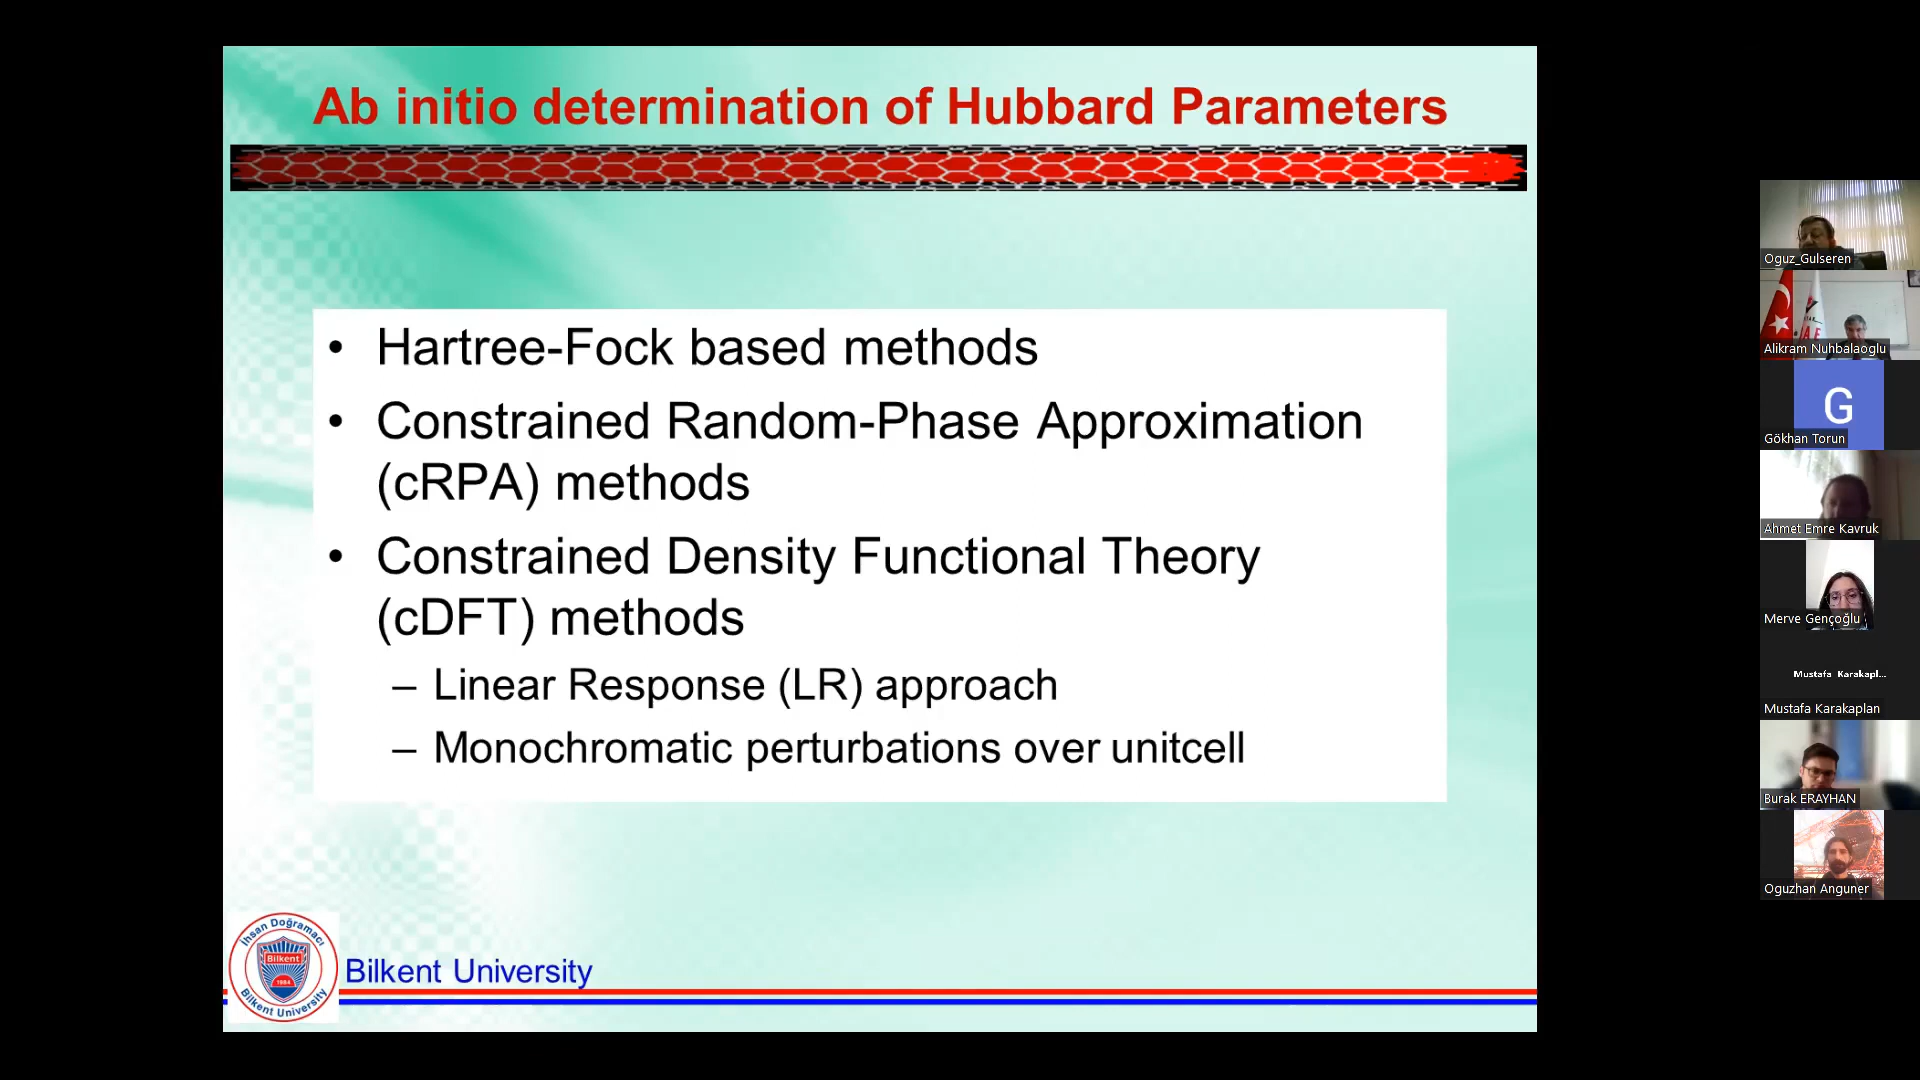 Ab initio determination of Hubbard Parameters
• Hartree-Fock based methods
• Constrained Random-Phase Approximation
(cRPA) methods
• Constrained Density Functional Theory
(cDFT) methods
– Linear Response (LR) approach
– Monochromatic perturbations over unitcell
İhsan Doğramacı
Bilkent
1984
Bilkent University
Bilkent University
Oguz_Gulseren
Alikram Nuhbalaoglu
G
Gökhan Torun
Ahmet Emre Kavruk
Merve Gençoğlu
Mustafa Karakapl...
Mustafa Karakaplan
Burak ERAYHAN
Oguzhan Anguner